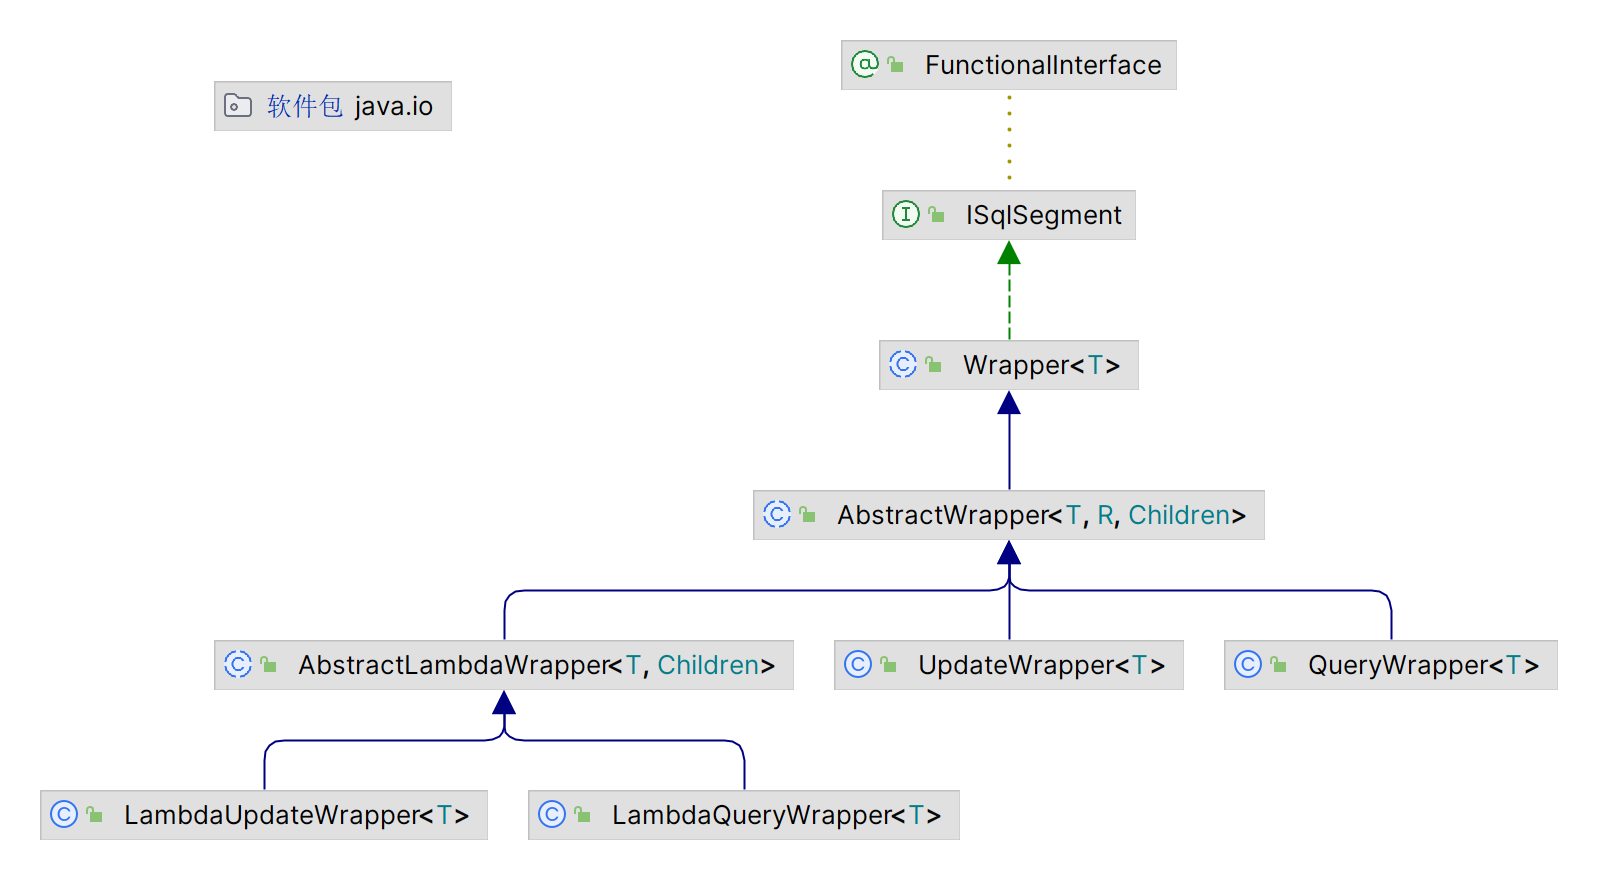 FunctionalInterface
软件包 java.io
ISqlSegment
Wrapper<T>
AbstractWrapper<T, R, Children>
AbstractLambdaWrapper<T, Children>
UpdateWrapper<T>
QueryWrapper<T>
LambdaUpdateWrapper<T>
LambdaQueryWrapper<T>